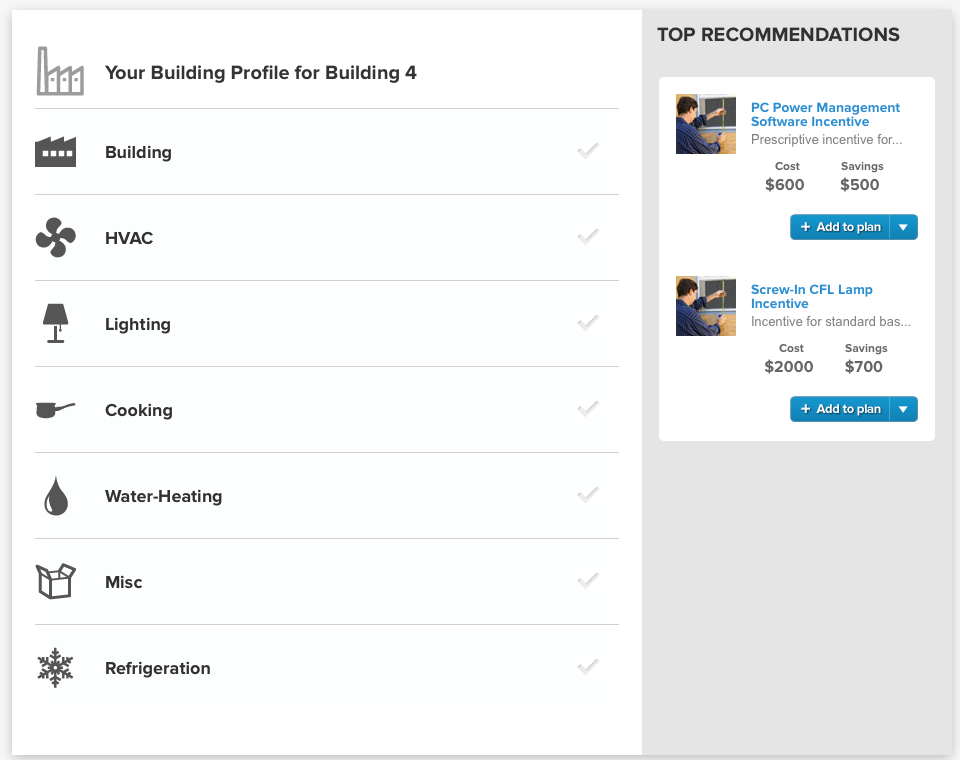 Your Building Profile for Building 4
Building
HVAC
Lighting
Cooking
Water-Heating
Misc
Refrigeration
TOP RECOMMENDATIONS
PC Power Management
Software Incentive
Prescriptive incentive for...
Cost Savings
$600 $500
+ Add to plan
Screw-In CFL Lamp
Incentive
Incentive for standard bas...
Cost Savings
$2000 $700
+ Add to plan